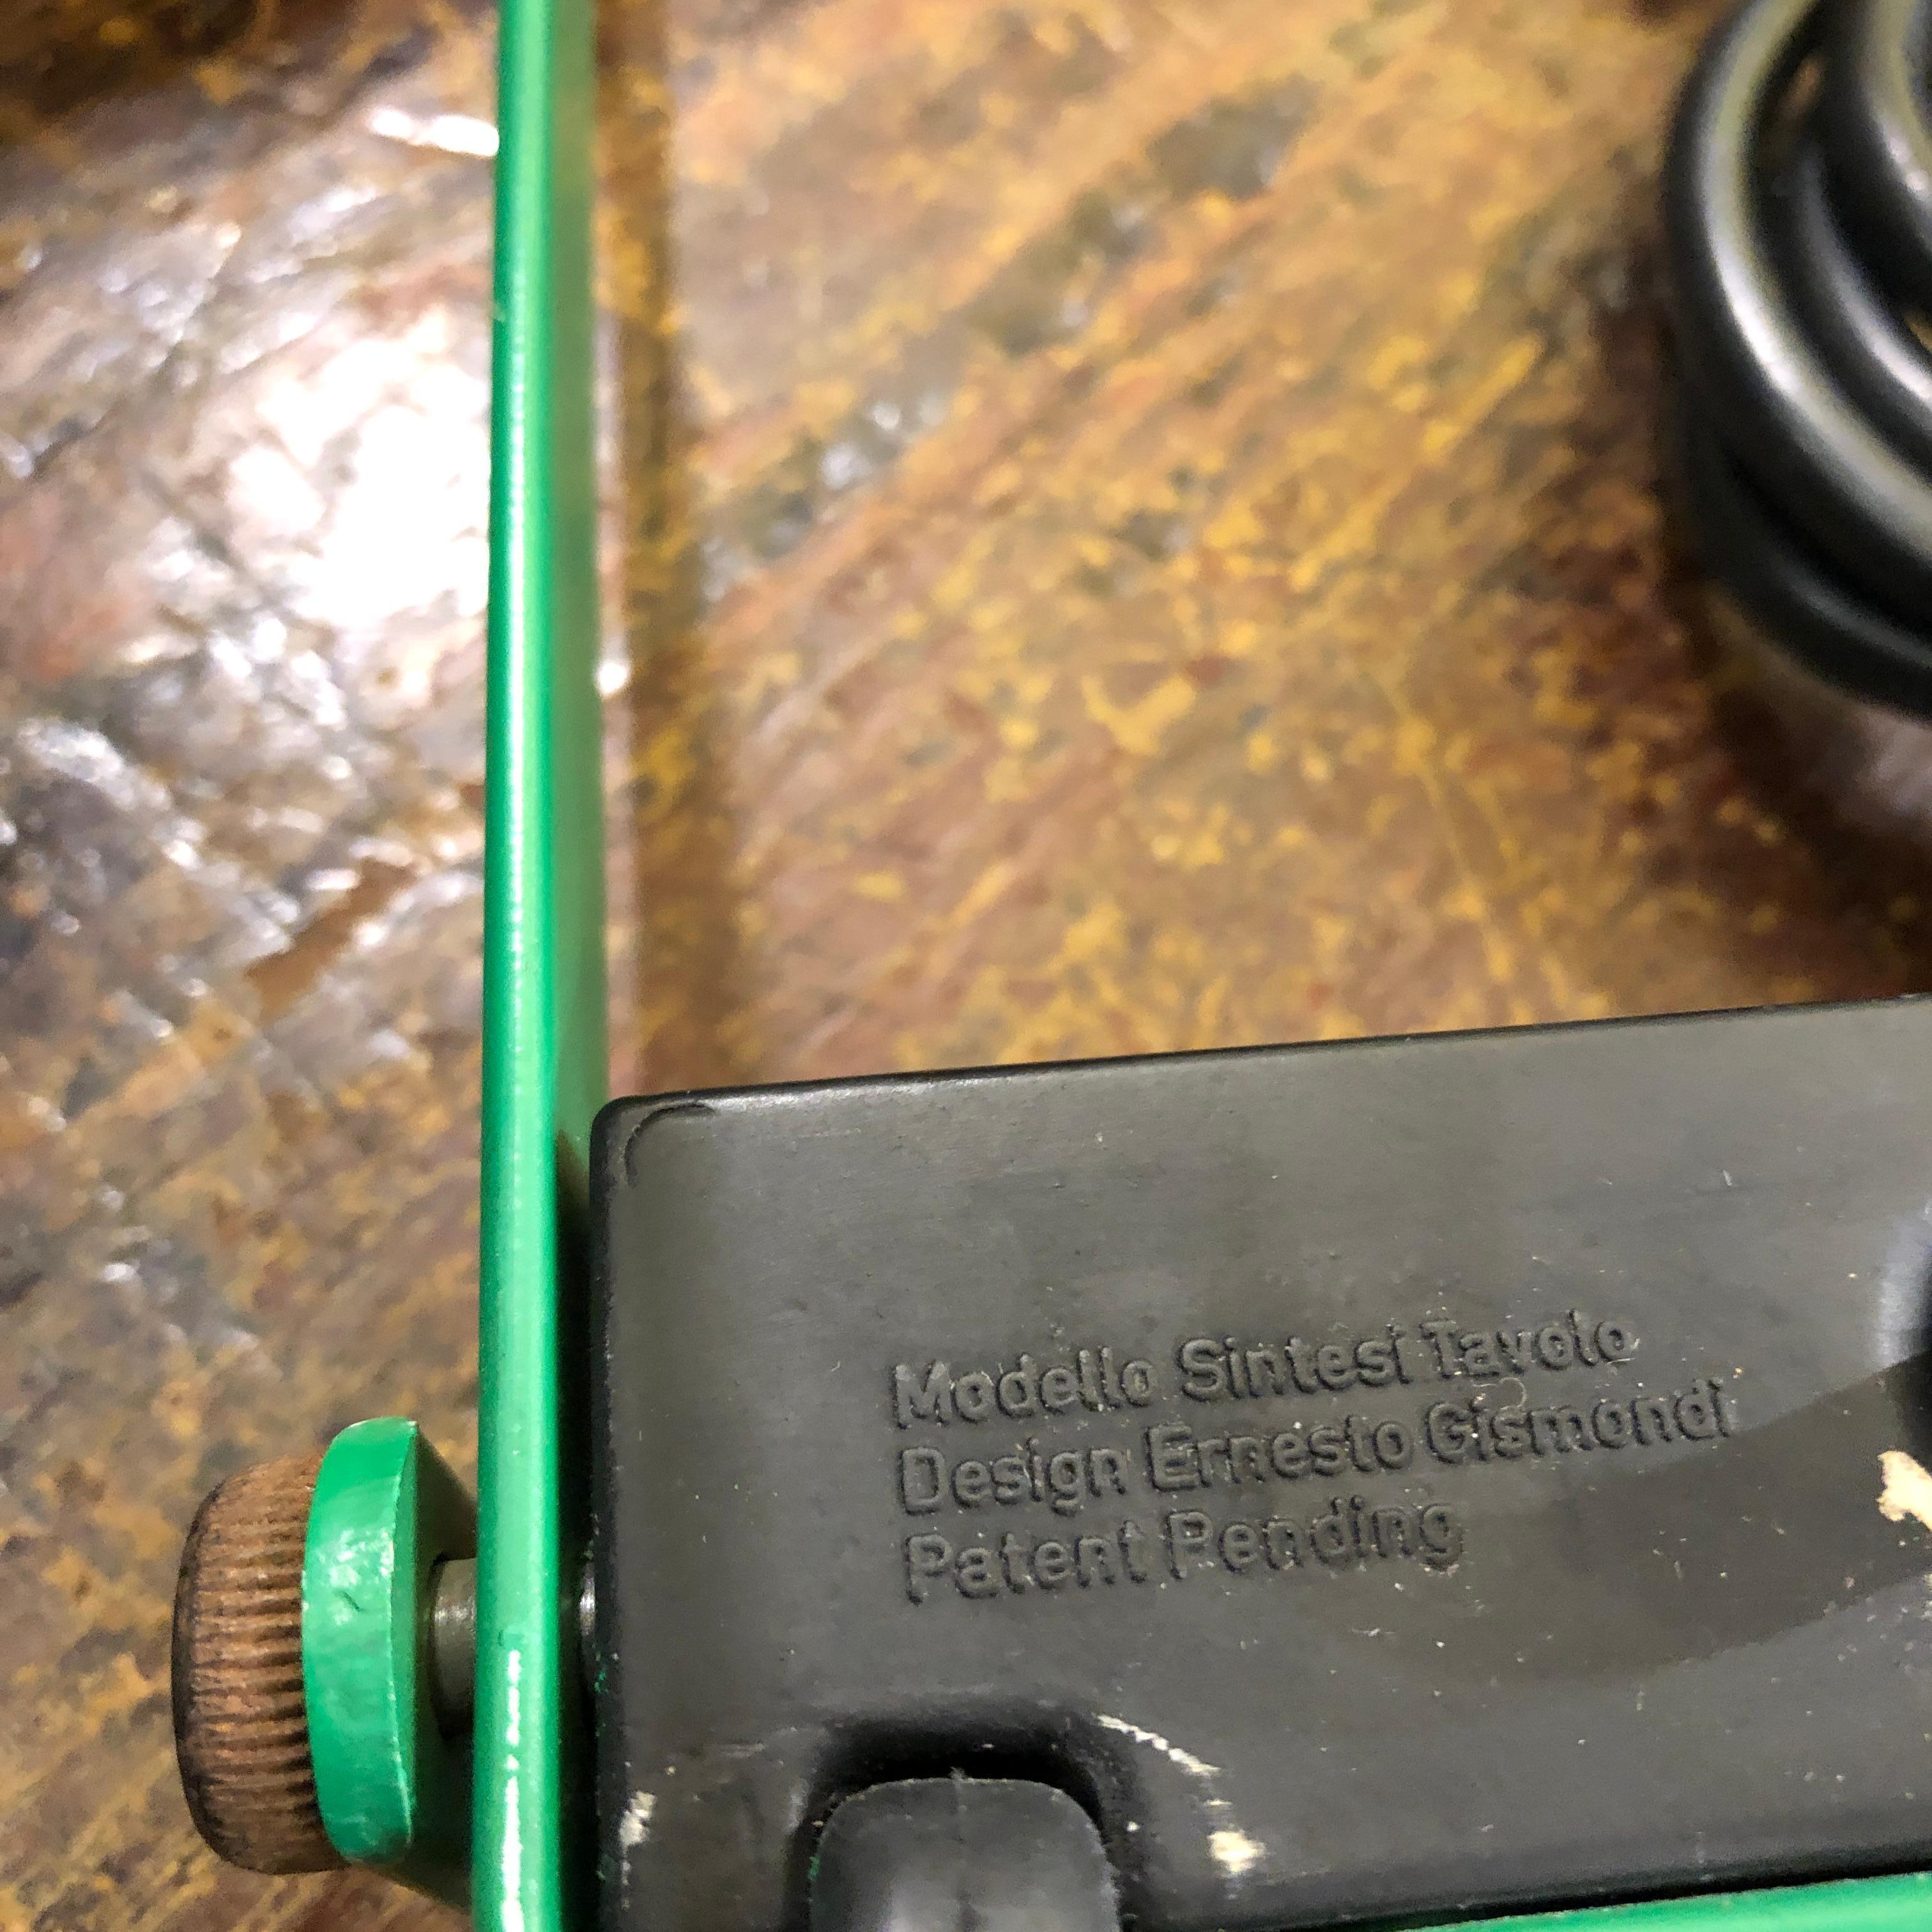 Modello Sintesi Tavolo
Design Ernesto Gismondi
Patent Pending